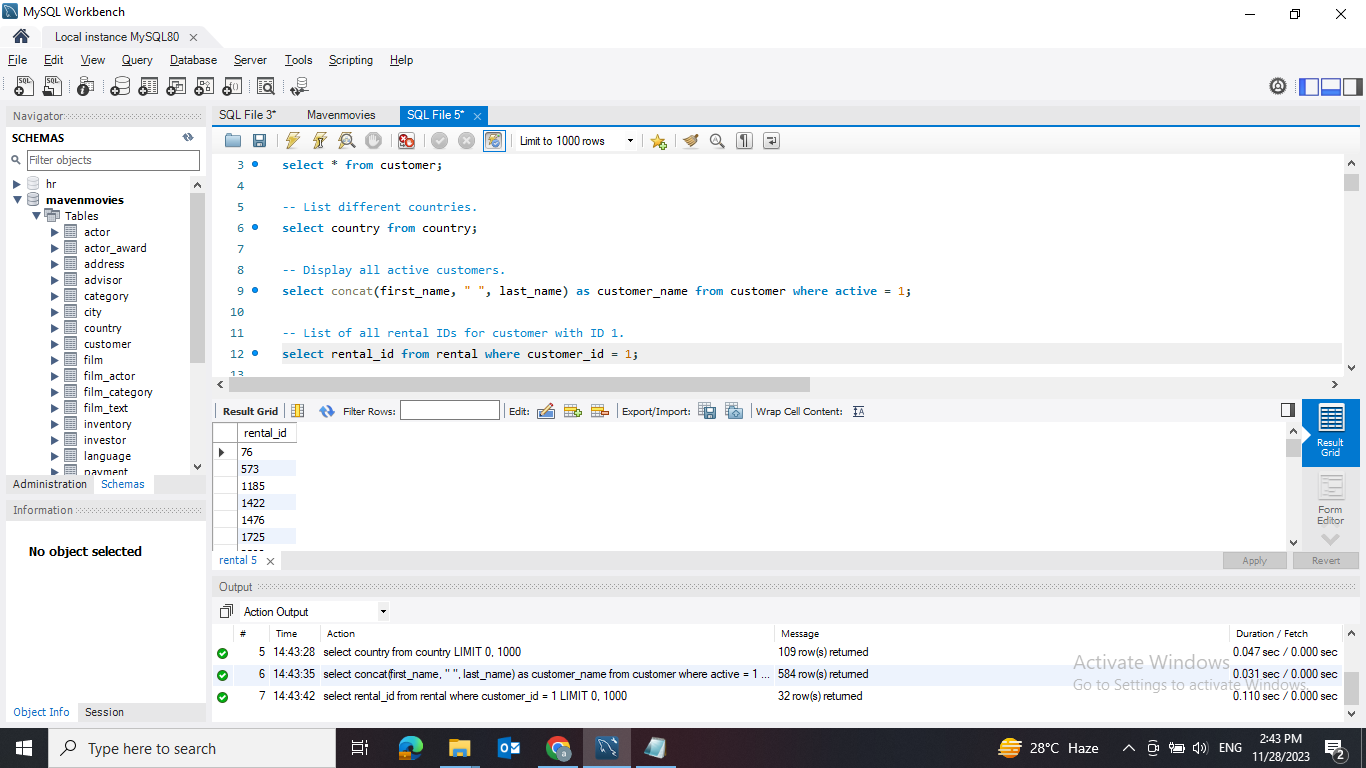 MySQL Workbench
Local instance MySQL80
File Edit View Query Database Server Tools Scripting Help
Navigator
SCHEMAS
Filter objects
hr
mavenmovies
Tables
actor
actor_award
address
advisor
category
city
country
customer
film
film_actor
film_category
film_text
inventory
investor
language
payment
Administration Schemas
Information
No object selected
Object Info Session
SQL File 3* Mavenmovies SQL File 5*
Limit to 1000 rows
3 select * from customer;
4
5 -- List different countries.
6 select country from country;
7
8 -- Display all active customers.
9 select concat(first_name, " ", last_name) as customer_name from customer where active = 1;
10
11 -- List of all rental IDs for customer with ID 1.
12 select rental_id from rental where customer_id = 1;
13
Result Grid Filter Rows: Edit: Export/Import: Wrap Cell Content:
rental_id
76
573
1185
1422
1476
1725
Result Grid
Form Editor
rental 5
Apply Revert
Output
Action Output
# Time Action Message Duration / Fetch
5 14:43:28 select country from country LIMIT 0, 1000 109 row(s) returned 0.047 sec / 0.000 sec
6 14:43:35 select concat(first_name, " ", last_name) as customer_name from customer where active = 1 ... 584 row(s) returned 0.031 sec / 0.000 sec
7 14:43:42 select rental_id from rental where customer_id = 1 LIMIT 0, 1000 32 row(s) returned 0.110 sec / 0.000 sec
Activate Windows
Go to Settings to activate Windows.
Type here to search
28°C Haze
ENG
2:43 PM
11/28/2023
2